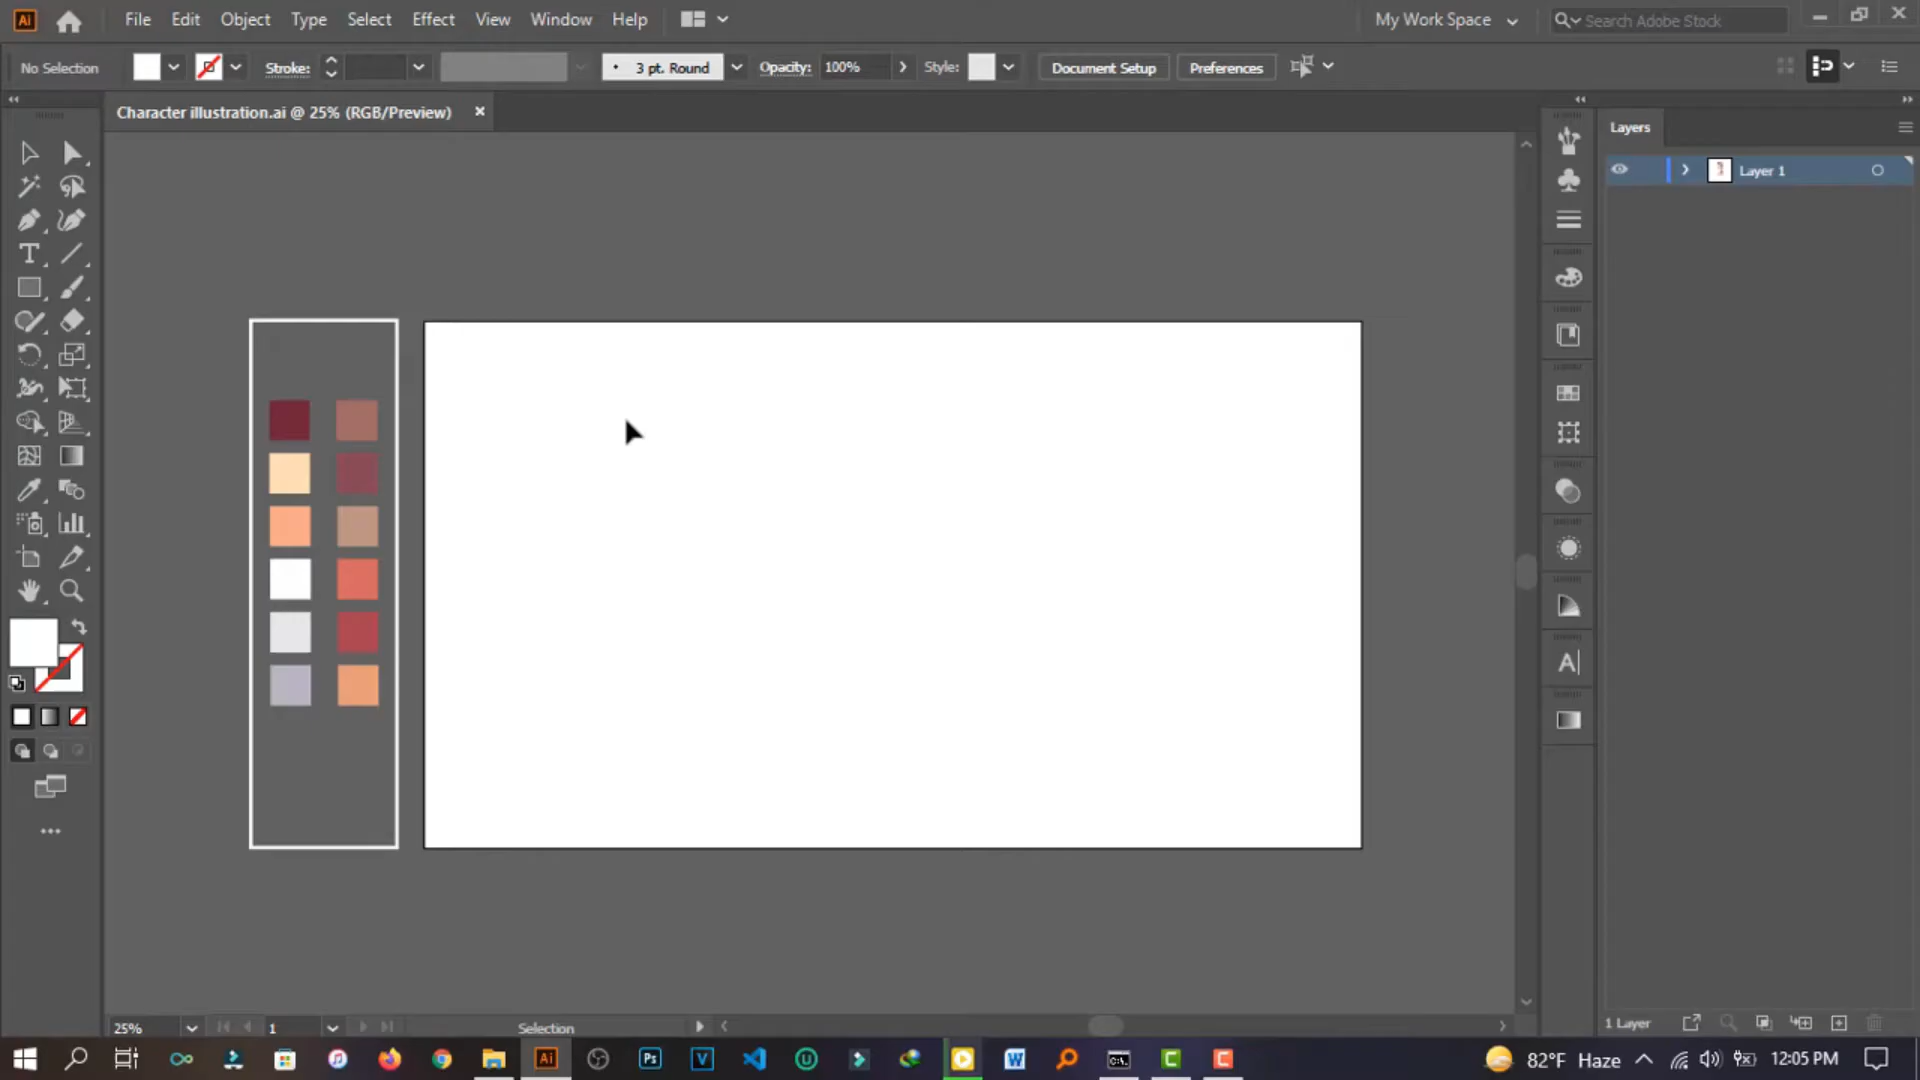 Ai File Edit Object Type Select Effect View Window Help My Work Space Search Adobe Stock
No Selection Stroke: 3 pt. Round Opacity: 100% Style: Document Setup Preferences
Character illustration.ai @ 25% (RGB/Preview) ×
Layers
Layer 1
T
A
25% 1 Selection
1 Layer
Ai Ps V W 82°F Haze 12:05 PM